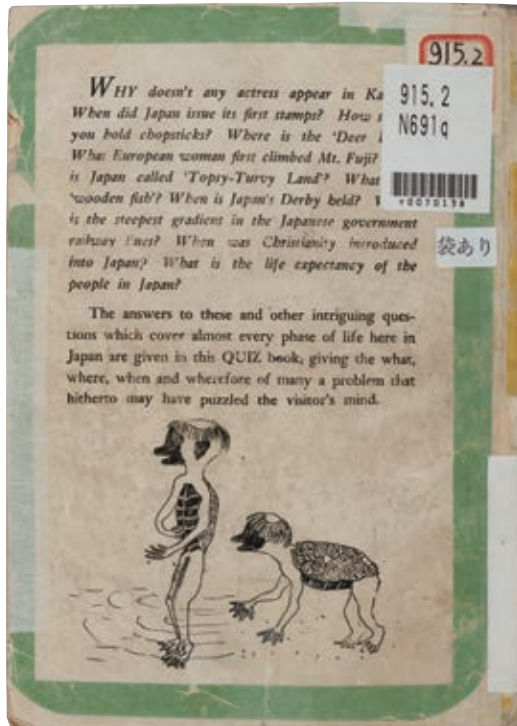 915.2
915.2
N691q
袋あり
WHY doesn't any actress appear in Ka
When did Japan issue its first stamps? How s
you hold chopsticks? Where is the 'Deer
What European woman first climbed Mt. Fuji?
is Japan called 'Topsy-Turvy Land'? What
'wooden fish'? When is Japan's Derby held?
is the steepest gradient in the Japanese government
railway lines? When was Christianity introduced
into Japan? What is the life expectancy of the
people in Japan?
The answers to these and other intriguing ques-
tions which cover almost every phase of life here in
Japan are given in this QUIZ book, giving the what,
where, when and wherefore of many a problem that
hitherto may have puzzled the visitor's mind.